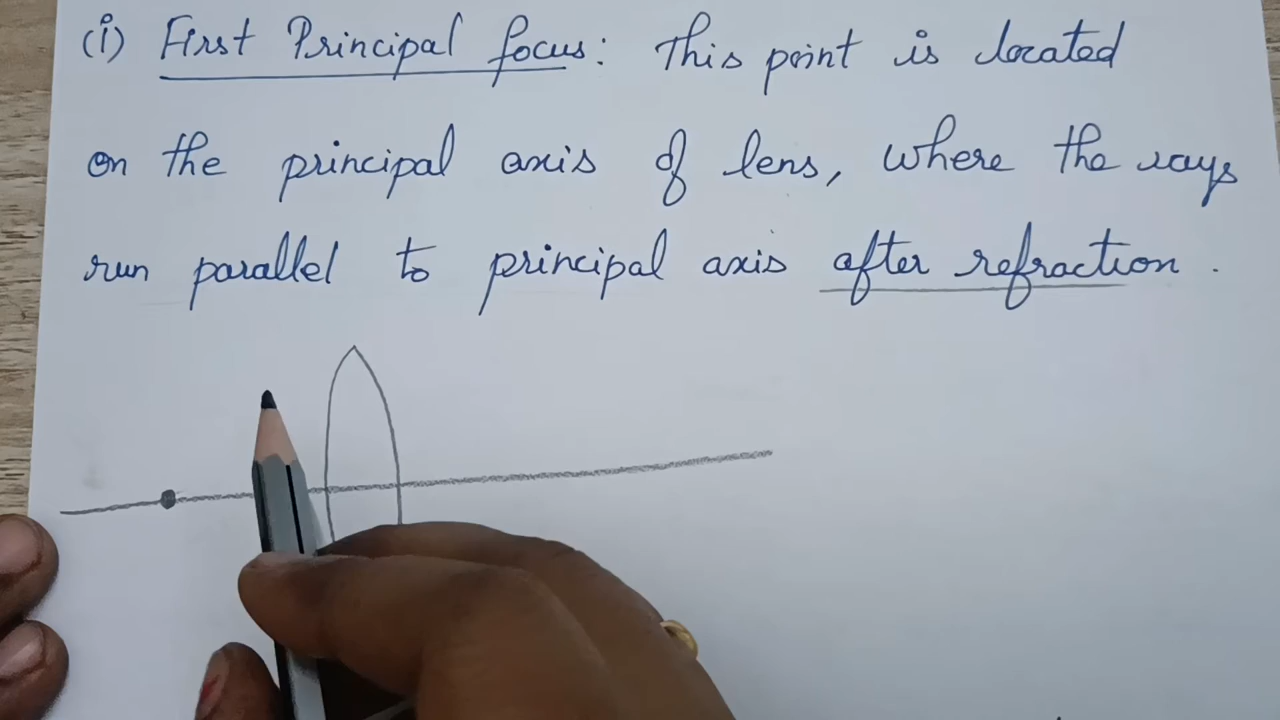 (i) First Principal focus: This point is located
on the principal axis of lens, where the rays
run parallel to principal axis after refraction.